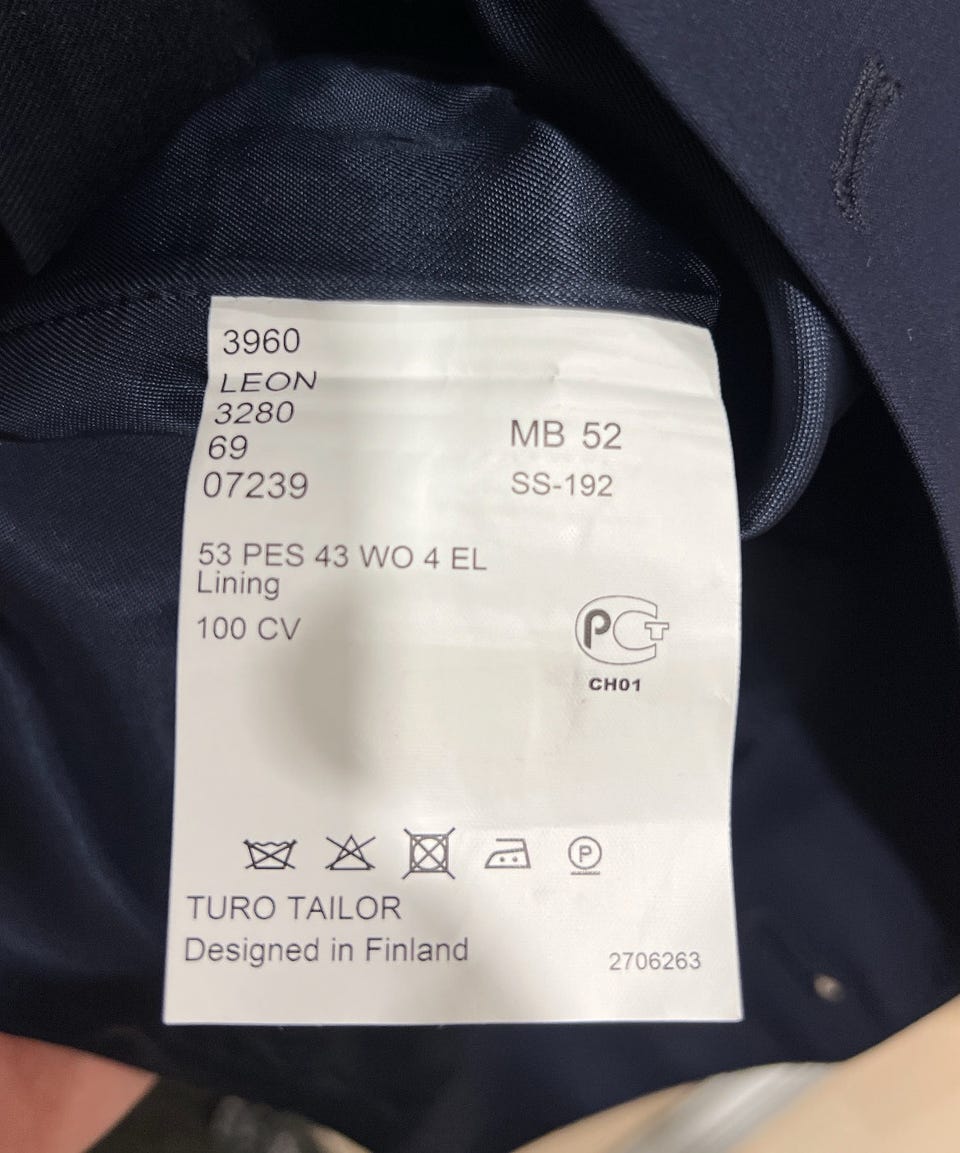 3960
LEON
3280
69
07239
MB 52
SS-192
53 PES 43 WO 4 EL
Lining
100 CV
PCT
CH01
P
TURO TAILOR
Designed in Finland
2706263